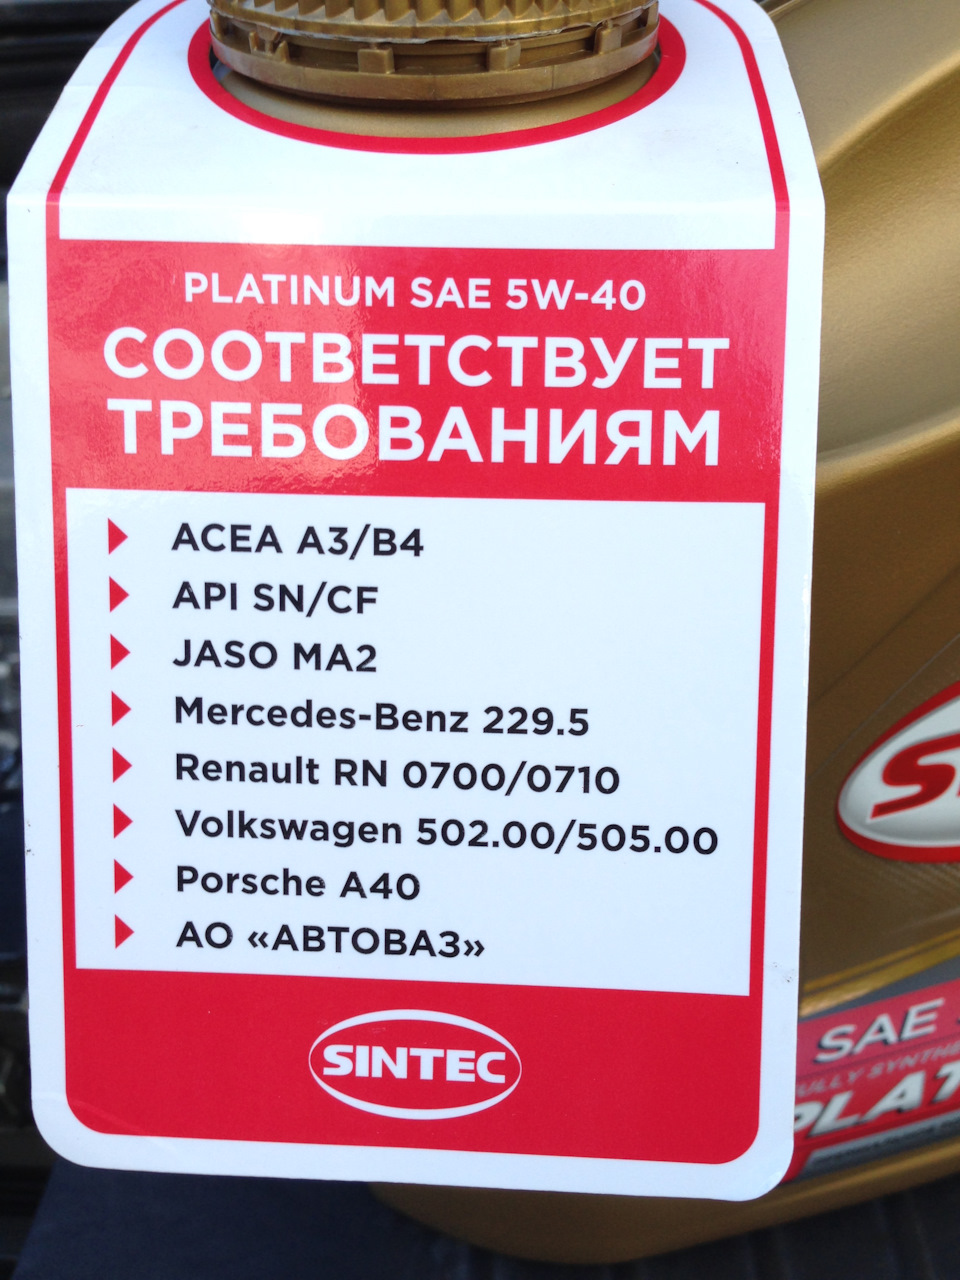 PLATINUM SAE 5W-40
СООТВЕТСТВУЕТ
ТРЕБОВАНИЯМ
ACEA A3/B4
API SN/CF
JASO MA2
Mercedes-Benz 229.5
Renault RN 0700/0710
Volkswagen 502.00/505.00
Porsche A40
АО «АВТОВАЗ»
SINTEC
SAE